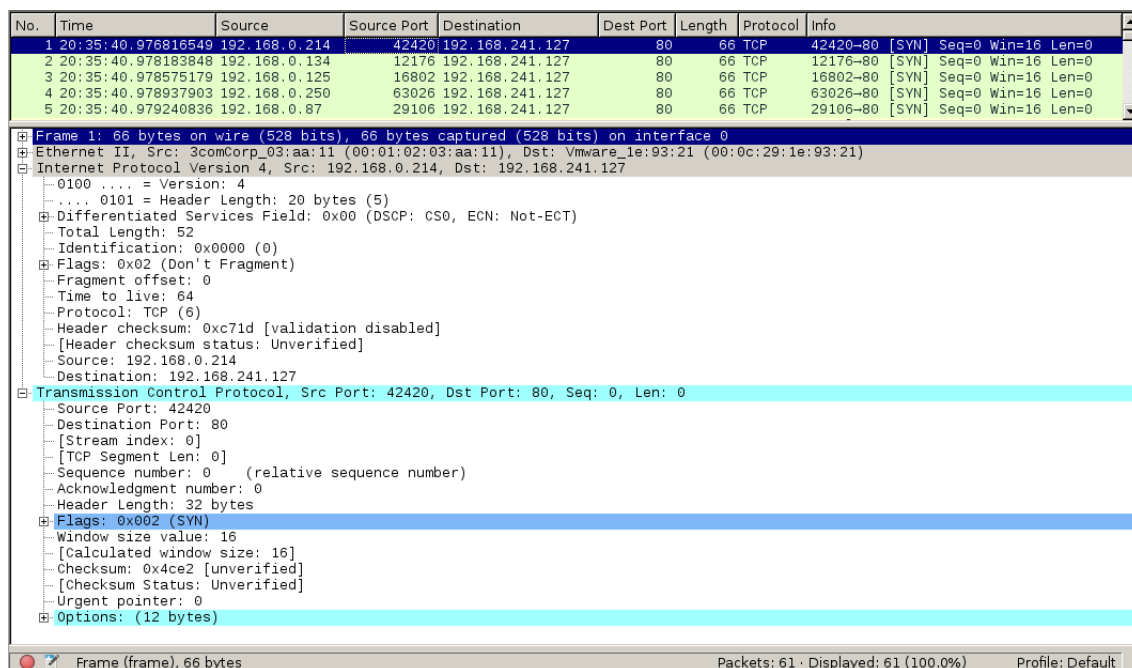 No. Time Source Source Port Destination Dest Port Length Protocol Info
1 20:35:40.976816549 192.168.0.214 42420 192.168.241.127 80 66 TCP 42420→80 [SYN] Seq=0 Win=16 Len=0
2 20:35:40.978183848 192.168.0.134 12176 192.168.241.127 80 66 TCP 12176→80 [SYN] Seq=0 Win=16 Len=0
3 20:35:40.978575179 192.168.0.125 16802 192.168.241.127 80 66 TCP 16802→80 [SYN] Seq=0 Win=16 Len=0
4 20:35:40.978937903 192.168.0.250 63026 192.168.241.127 80 66 TCP 63026→80 [SYN] Seq=0 Win=16 Len=0
5 20:35:40.979240836 192.168.0.87 29106 192.168.241.127 80 66 TCP 29106→80 [SYN] Seq=0 Win=16 Len=0
Frame 1: 66 bytes on wire (528 bits), 66 bytes captured (528 bits) on interface 0
Ethernet II, Src: 3comCorp_03:aa:11 (00:01:02:03:aa:11), Dst: Vmware_1e:93:21 (00:0c:29:1e:93:21)
Internet Protocol Version 4, Src: 192.168.0.214, Dst: 192.168.241.127
0100 .... = Version: 4
.... 0101 = Header Length: 20 bytes (5)
Differentiated Services Field: 0x00 (DSCP: CS0, ECN: Not-ECT)
Total Length: 52
Identification: 0x0000 (0)
Flags: 0x02 (Don't Fragment)
Fragment offset: 0
Time to live: 64
Protocol: TCP (6)
Header checksum: 0xc71d [validation disabled]
[Header checksum status: Unverified]
Source: 192.168.0.214
Destination: 192.168.241.127
Transmission Control Protocol, Src Port: 42420, Dst Port: 80, Seq: 0, Len: 0
Source Port: 42420
Destination Port: 80
[Stream index: 0]
[TCP Segment Len: 0]
Sequence number: 0 (relative sequence number)
Acknowledgment number: 0
Header Length: 32 bytes
Flags: 0x002 (SYN)
Window size value: 16
[Calculated window size: 16]
Checksum: 0x4ce2 [unverified]
[Checksum Status: Unverified]
Urgent pointer: 0
Options: (12 bytes)
Frame (frame), 66 bytes Packets: 61 · Displayed: 61 (100.0%) Profile: Default